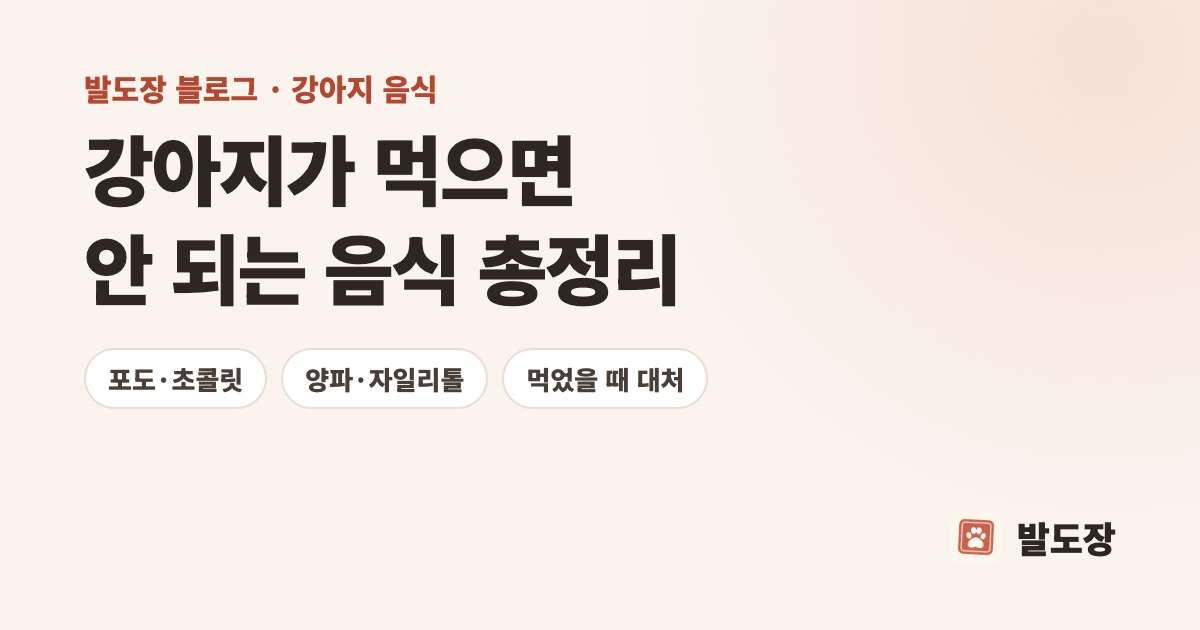 발도장 블로그 · 강아지 음식
강아지가 먹으면
안 되는 음식 총정리
포도·초콜릿
양파·자일리톨
먹었을 때 대처
발도장